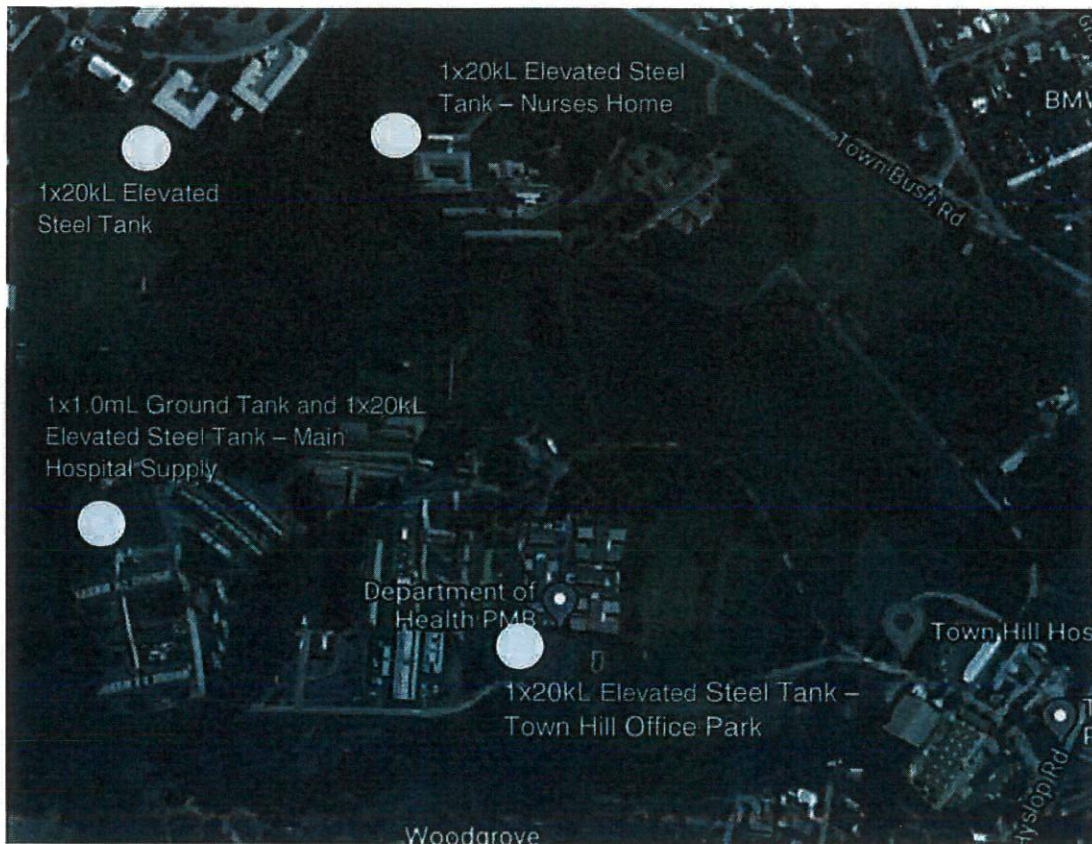 1x20kL Elevated Steel
Tank – Nurses Home
BMW
Town Bush Rd
1x20kL Elevated
Steel Tank
1x1.0mL Ground Tank and 1x20kL
Elevated Steel Tank – Main
Hospital Supply
Department of
Health PMB
Town Hill Hos
1x20kL Elevated Steel Tank –
Town Hill Office Park
Hyslop Rd
Woodgrove